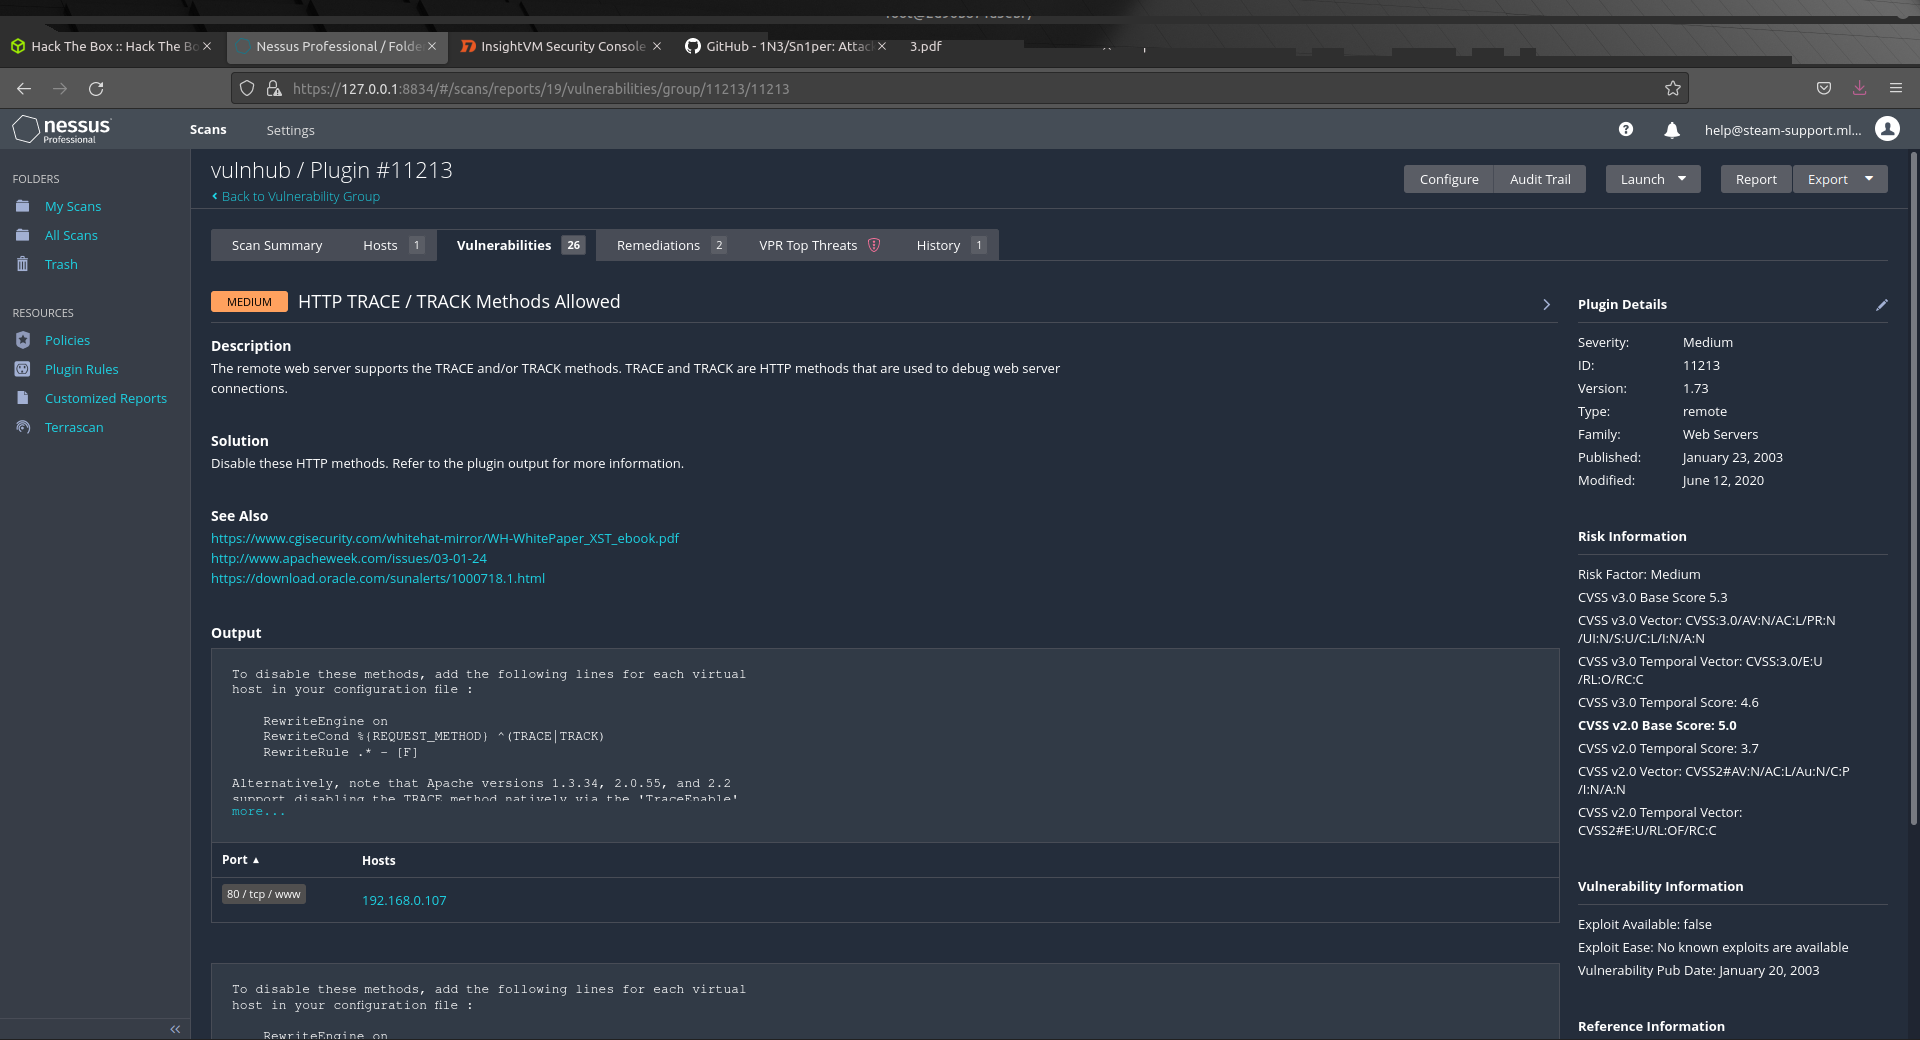 Hack The Box :: Hack The Bo
Nessus Professional / Folde
InsightVM Security Console
GitHub - 1N3/Sn1per: Attac
3.pdf
https://127.0.0.1:8834/#/scans/reports/19/vulnerabilities/group/11213/11213
nessus
Professional
Scans
Settings
help@steam-support.ml...
FOLDERS
My Scans
All Scans
Trash
RESOURCES
Policies
Plugin Rules
Customized Reports
Terrascan
vulnhub / Plugin #11213
Back to Vulnerability Group
Configure
Audit Trail
Launch
Report
Export
Scan Summary
Hosts 1
Vulnerabilities 26
Remediations 2
VPR Top Threats
History 1
MEDIUM
HTTP TRACE / TRACK Methods Allowed
Description
The remote web server supports the TRACE and/or TRACK methods. TRACE and TRACK are HTTP methods that are used to debug web server
connections.
Solution
Disable these HTTP methods. Refer to the plugin output for more information.
See Also
https://www.cgisecurity.com/whitehat-mirror/WH-WhitePaper_XST_ebook.pdf
http://www.apacheweek.com/issues/03-01-24
https://download.oracle.com/sunalerts/1000718.1.html
Output
To disable these methods, add the following lines for each virtual
host in your configuration file :
RewriteEngine on
RewriteCond %{REQUEST_METHOD} ^(TRACE|TRACK)
RewriteRule .* - [F]
Alternatively, note that Apache versions 1.3.34, 2.0.55, and 2.2
support disabling the TRACE method natively via the 'TraceEnable'
more...
Port ▲
Hosts
80 / tcp / www
192.168.0.107
To disable these methods, add the following lines for each virtual
host in your configuration file :
RewriteEngine on
Plugin Details
Severity: Medium
ID: 11213
Version: 1.73
Type: remote
Family: Web Servers
Published: January 23, 2003
Modified: June 12, 2020
Risk Information
Risk Factor: Medium
CVSS v3.0 Base Score 5.3
CVSS v3.0 Vector: CVSS:3.0/AV:N/AC:L/PR:N
/UI:N/S:U/C:L/I:N/A:N
CVSS v3.0 Temporal Vector: CVSS:3.0/E:U
/RL:O/RC:C
CVSS v3.0 Temporal Score: 4.6
CVSS v2.0 Base Score: 5.0
CVSS v2.0 Temporal Score: 3.7
CVSS v2.0 Vector: CVSS2#AV:N/AC:L/Au:N/C:P
/I:N/A:N
CVSS v2.0 Temporal Vector:
CVSS2#E:U/RL:OF/RC:C
Vulnerability Information
Exploit Available: false
Exploit Ease: No known exploits are available
Vulnerability Pub Date: January 20, 2003
Reference Information